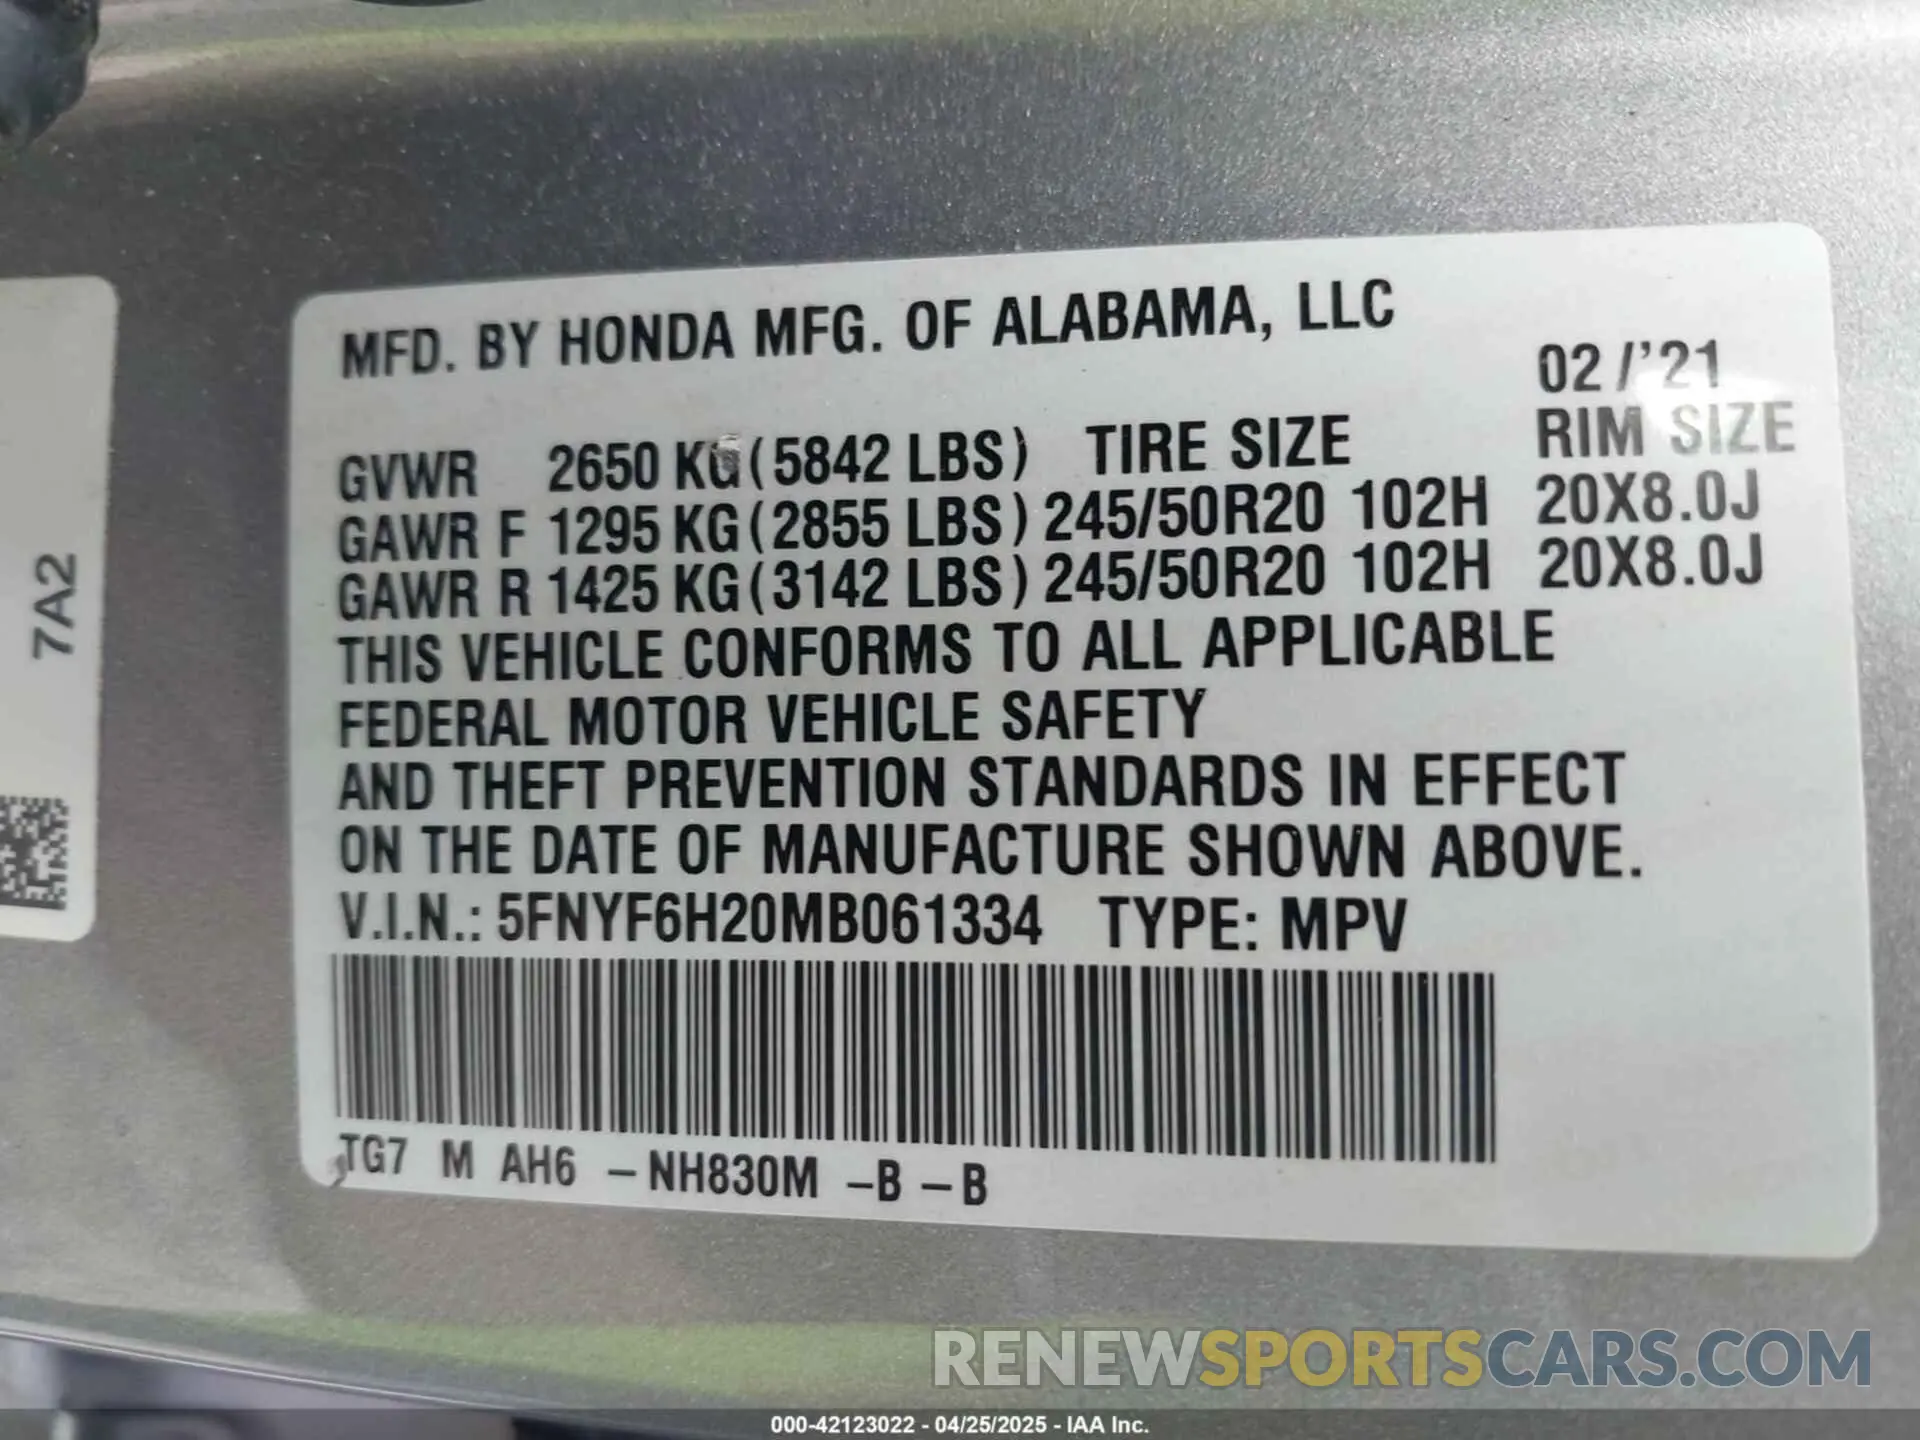 MFD. BY HONDA MFG. OF ALABAMA, LLC
02/'21
GVWR 2650 KG (5842 LBS) TIRE SIZE RIM SIZE
GAWR F 1295 KG (2855 LBS) 245/50R20 102H 20X8.0J
GAWR R 1425 KG (3142 LBS) 245/50R20 102H 20X8.0J
THIS VEHICLE CONFORMS TO ALL APPLICABLE
FEDERAL MOTOR VEHICLE SAFETY
AND THEFT PREVENTION STANDARDS IN EFFECT
ON THE DATE OF MANUFACTURE SHOWN ABOVE.
V.I.N.: 5FNYF6H20MB061334 TYPE: MPV
TG7 M AH6 -NH830M -B -B
7A2
RENEWSPORTSCARS.COM
000-42123022 - 04/25/2025 - IAA Inc.